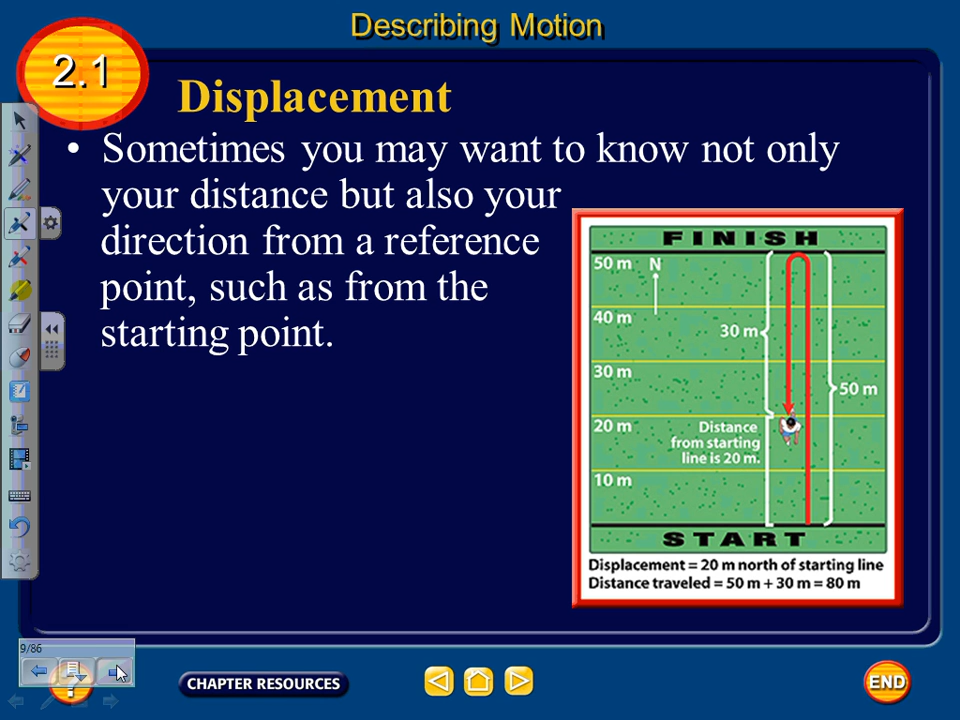 Describing Motion
2.1
Displacement
• Sometimes you may want to know not only
your distance but also your
direction from a reference
point, such as from the
starting point.
FINISH
50 m
N
40 m
30 m
30 m
50 m
20 m
Distance
from starting
line is 20 m.
10 m
START
Displacement = 20 m north of starting line
Distance traveled = 50 m + 30 m = 80 m
9/86
?
CHAPTER RESOURCES
END